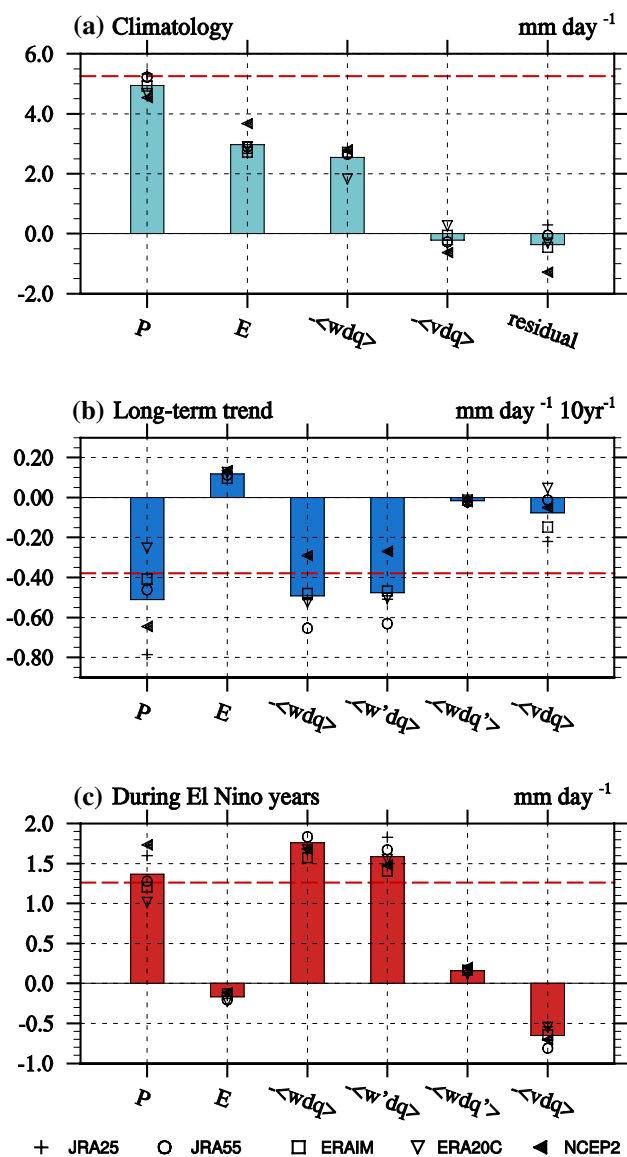 (a) Climatology mm day -1
6.0
4.0
2.0
0.0
-2.0
P E -<wdq> -<vdq> residual
(b) Long-term trend mm day -1 10yr-1
0.20
0.00
-0.20
-0.40
-0.60
-0.80
P E -<wdq> -<w'dq> -<wdq'> -<vdq>
(c) During El Nino years mm day -1
2.0
1.5
1.0
0.5
0.0
-0.5
-1.0
P E -<wdq> -<w'dq> -<wdq'> -<vdq>
JRA25 JRA55 ERAIM ERA20C NCEP2